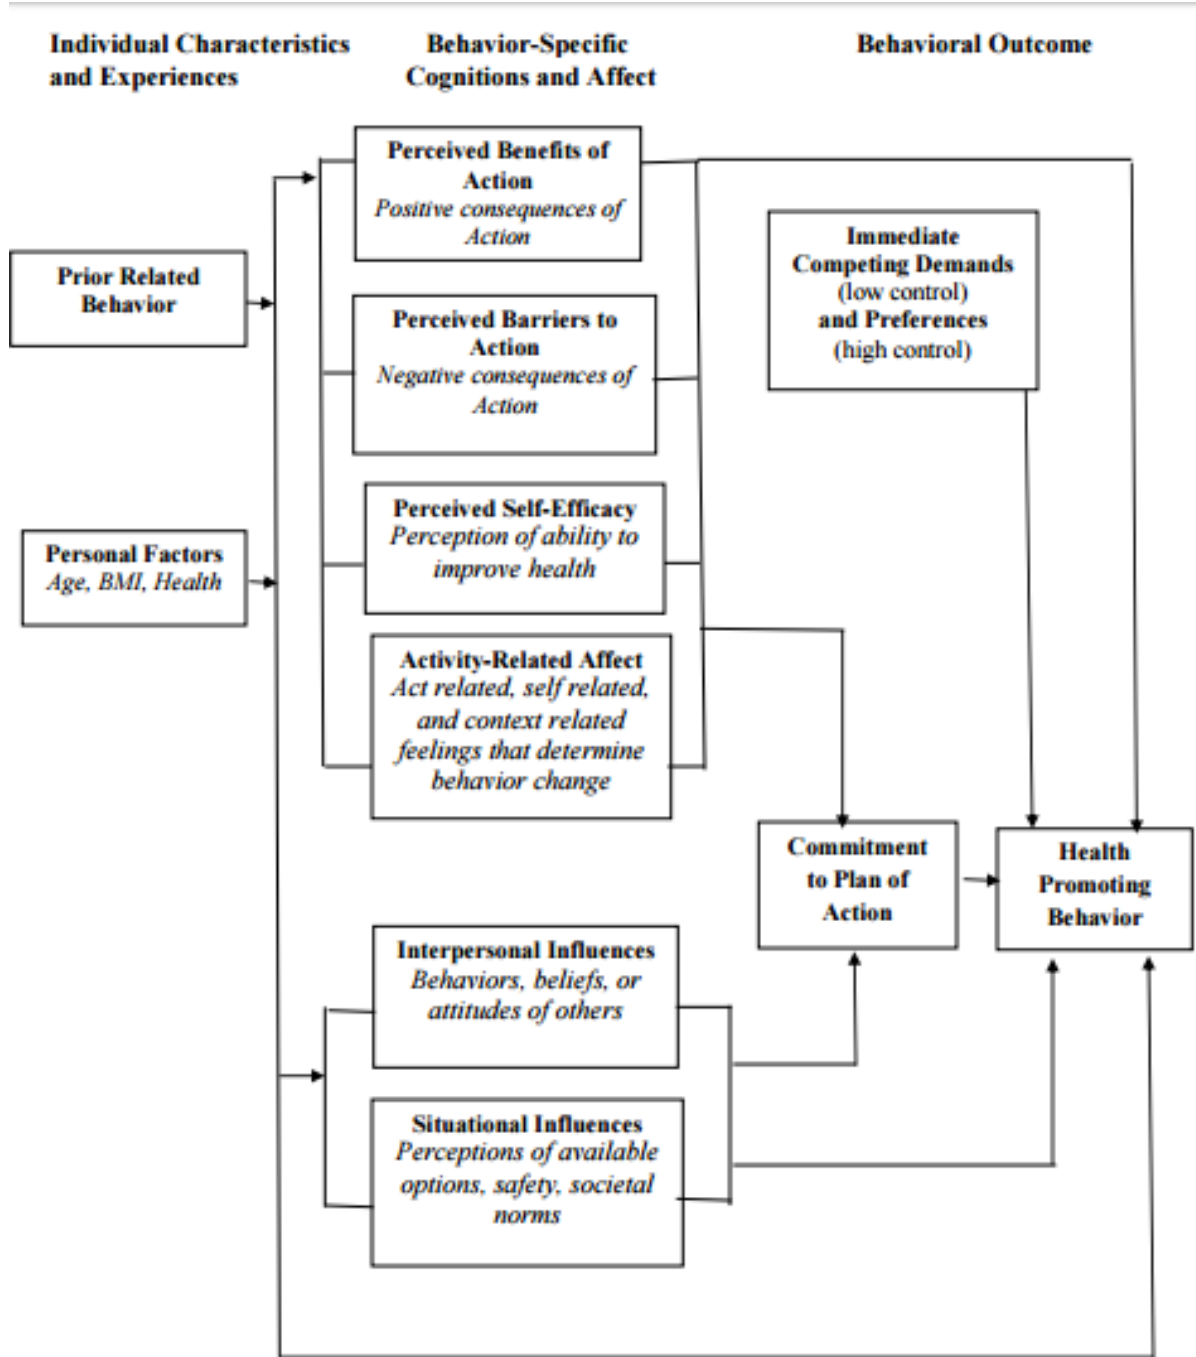 Individual Characteristics
and Experiences
Behavior-Specific
Cognitions and Affect
Behavioral Outcome
Perceived Benefits of
Action
Positive consequences of
Action
Immediate
Competing Demands
(low control)
and Preferences
(high control)
Prior Related
Behavior
Perceived Barriers to
Action
Negative consequences of
Action
Perceived Self-Efficacy
Perception of ability to
improve health
Personal Factors
Age, BMI, Health
Activity-Related Affect
Act related, self related,
and context related
feelings that determine
behavior change
Commitment
to Plan of
Action
Health
Promoting
Behavior
Interpersonal Influences
Behaviors, beliefs, or
attitudes of others
Situational Influences
Perceptions of available
options, safety, societal
norms